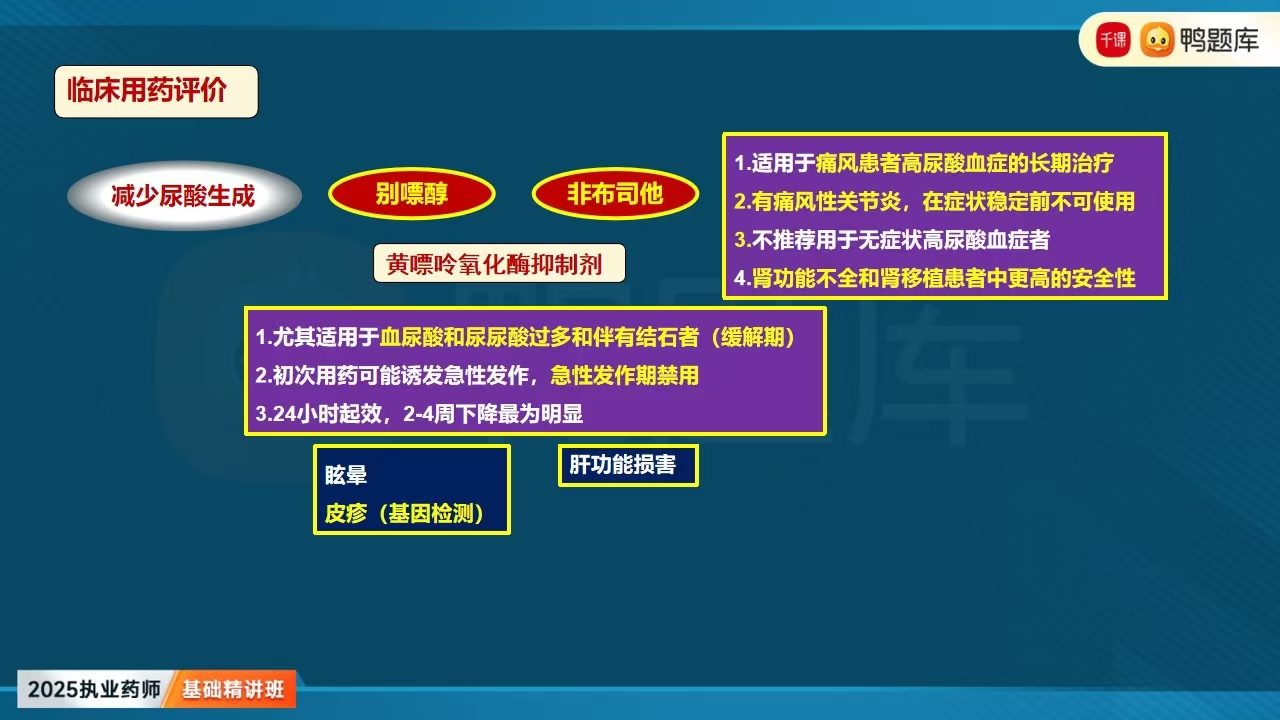 千课 鸭题库
临床用药评价
减少尿酸生成
别嘌醇
非布司他
黄嘌呤氧化酶抑制剂
1.适用于痛风患者高尿酸血症的长期治疗
2.有痛风性关节炎，在症状稳定前不可使用
3.不推荐用于无症状高尿酸血症者
4.肾功能不全和肾移植患者中更高的安全性
1.尤其适用于血尿酸和尿尿酸过多和伴有结石者（缓解期）
2.初次用药可能诱发急性发作，急性发作期禁用
3.24小时起效，2-4周下降最为明显
眩晕
皮疹（基因检测）
肝功能损害
2025执业药师 基础精讲班